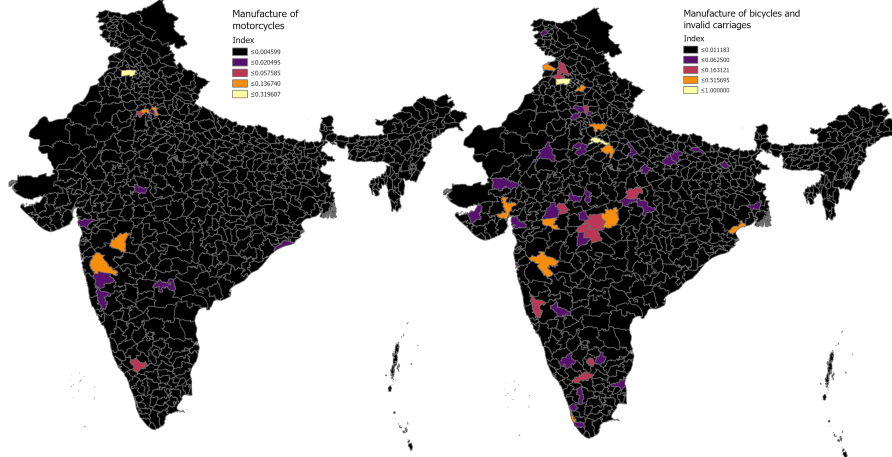 Manufacture of
motorcycles
Index
≤0.004599
≤0.020495
≤0.057585
≤0.136740
≤0.319607
Manufacture of bicycles and
invalid carriages
Index
≤0.011183
≤0.062500
≤0.163121
≤0.515695
≤1.000000